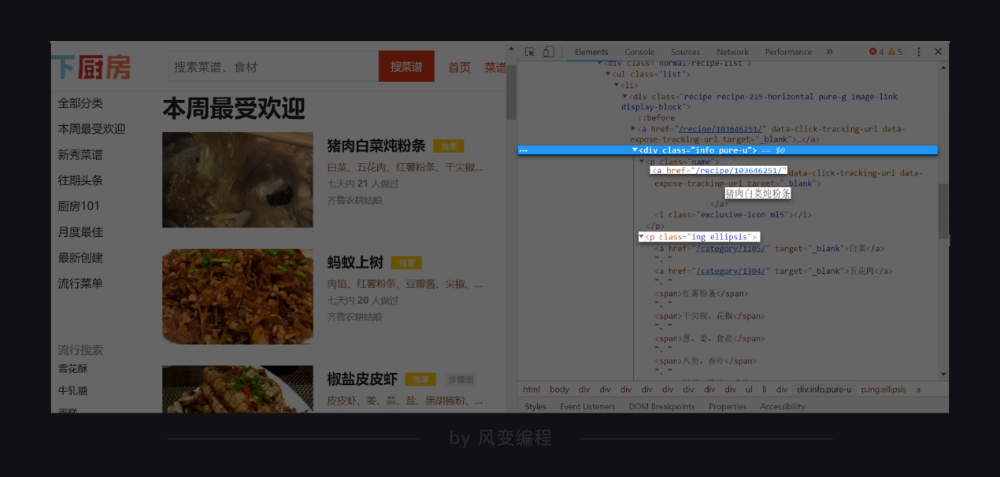 下厨房
搜索菜谱、食材
搜菜谱
首页
菜谱
全部分类
本周最受欢迎
新秀菜谱
往期头条
厨房101
月度最佳
最新创建
流行菜单
流行搜索
雪花酥
牛轧糖
蛋糕
本周最受欢迎
猪肉白菜炖粉条 独家
白菜、五花肉、红薯粉条、干尖椒...
七天内 21 人做过
齐鲁农耕姑娘
蚂蚁上树 独家
肉馅、红薯粉条、豆瓣酱、尖椒、...
七天内 20 人做过
齐鲁农耕姑娘
椒盐皮皮虾 独家 步骤图
皮皮虾、姜、蒜、盐、黑胡椒粉、...
Elements Console Sources Network Performance » 4 5
<div class="normal-recipe-list">
<ul class="list">
<li>
<div class="recipe recipe-215-horizontal pure-g image-link
display-block">
::before
<a href="/recipe/103646251/" data-click-tracking-url data-
expose-tracking-url target="_blank">…</a>
<div class="info pure-u"> == $0
<p class="name">
<a href="/recipe/103646251/" data-click-tracking-url data-
expose-tracking-url target="_blank">
猪肉白菜炖粉条
</a>
<i class="exclusive-icon ml5"></i>
</p>
<p class="ing ellipsis">
<a href="/category/1105/" target="_blank">白菜</a>
"、"
<a href="/category/1304/" target="_blank">五花肉</a>
"、"
<span>红薯粉条</span>
"、"
<span>干尖椒、花椒</span>
"、"
<span>葱、姜、食盐</span>
"、"
<span>八角、香叶</span>
"、"
html body div div div div div div div div ul li div div.info.pure-u p.ing.ellipsis a
Styles Event Listeners DOM Breakpoints Properties Accessibility
by 风变编程